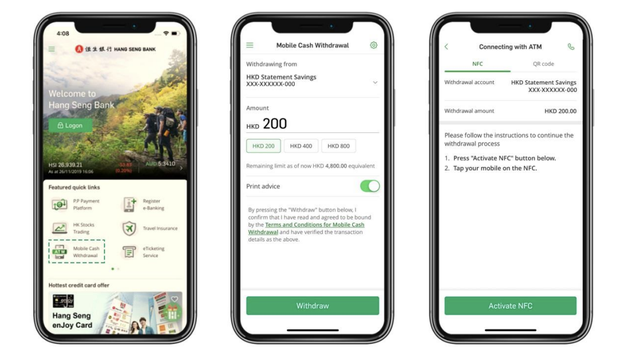 4:08
恒生銀行 HANG SENG BANK
Welcome to
Hang Seng Bank
Logon
HSI 26,939.21
As at 26/11/2019 16:06
Featured quick links
P/P Payment
Platform
Register
e-Banking
HK Stocks
Trading
Travel Insurance
Mobile Cash
Withdrawal
eTicketing
Service
Hottest credit card offer
Hang Seng
enJoy Card
Mobile Cash Withdrawal
Withdrawing from
HKD Statement Savings
XXX-XXXXXX-000
Amount
HKD 200
HKD 200 HKD 400 HKD 800
Remaining limit as of now HKD 4,800.00 equivalent
Print advice
By pressing the "Withdraw" button below, I
confirm that I have read and agreed to be bound
by the Terms and Conditions for Mobile Cash
Withdrawal and have verified the transaction
details as the above.
Withdraw
Connecting with ATM
NFC QR code
Withdrawal account HKD Statement Savings
XXX-XXXXXX-000
Withdrawal amount HKD 200.00
Please follow the instructions to continue the
withdrawal process
1. Press "Activate NFC" button below.
2. Tap your mobile on the NFC.
Activate NFC